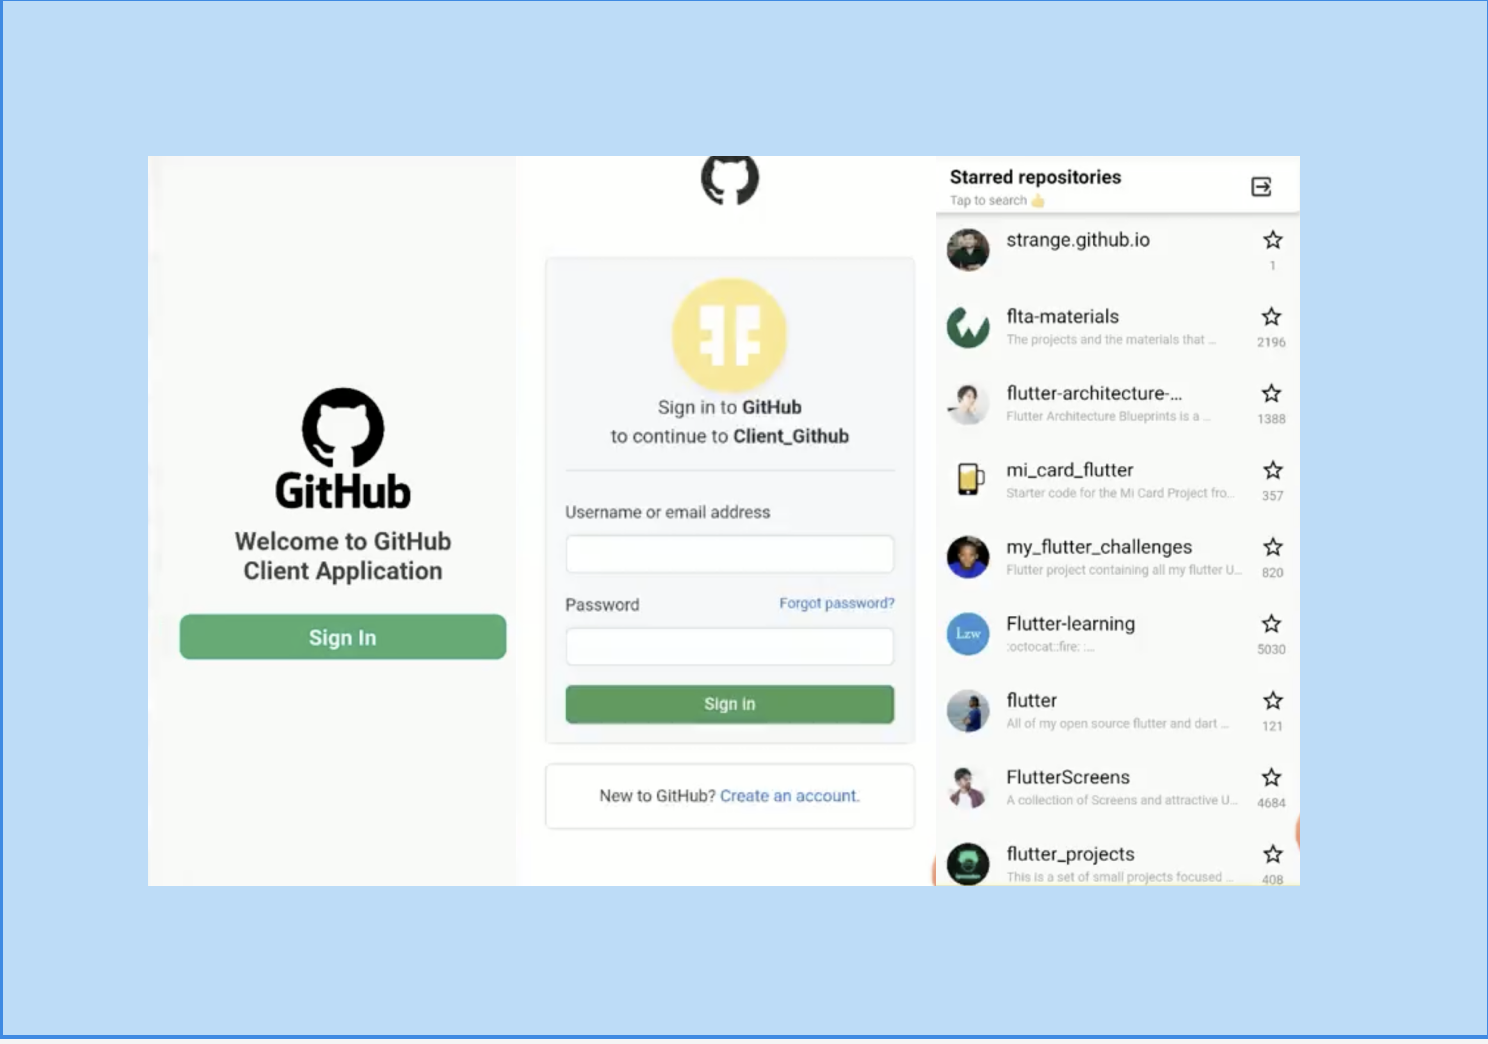 GitHub
Welcome to GitHub
Client Application
Sign In
Sign in to GitHub
to continue to Client_Github
Username or email address
Password
Forgot password?
Sign in
New to GitHub? Create an account.
Starred repositories
Tap to search 👍
strange.github.io
1
flta-materials
The projects and the materials that ...
2196
flutter-architecture-...
Flutter Architecture Blueprints is a ...
1388
mi_card_flutter
Starter code for the Mi Card Project fro...
357
my_flutter_challenges
Flutter project containing all my flutter U...
820
Lzw
Flutter-learning
:octocat::fire: :...
5030
flutter
All of my open source flutter and dart ...
121
FlutterScreens
A collection of Screens and attractive U...
4684
flutter_projects
This is a set of small projects focused ...
408